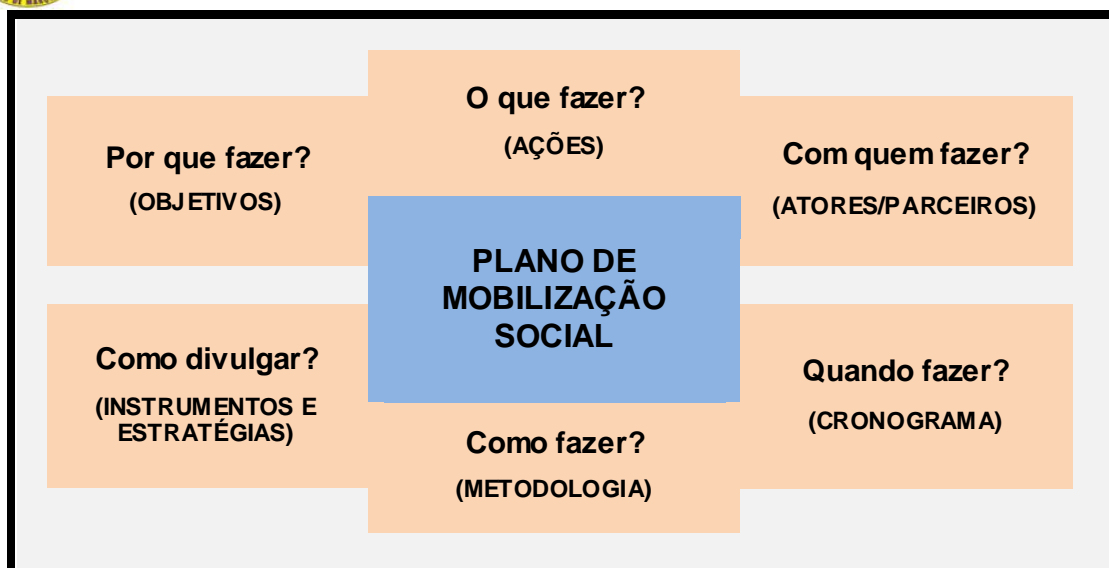 O que fazer?
(AÇÕES)
Por que fazer?
(OBJETIVOS)
Com quem fazer?
(ATORES/PARCEIROS)
PLANO DE
MOBILIZAÇÃO
SOCIAL
Como divulgar?
(INSTRUMENTOS E
ESTRATÉGIAS)
Quando fazer?
(CRONOGRAMA)
Como fazer?
(METODOLOGIA)